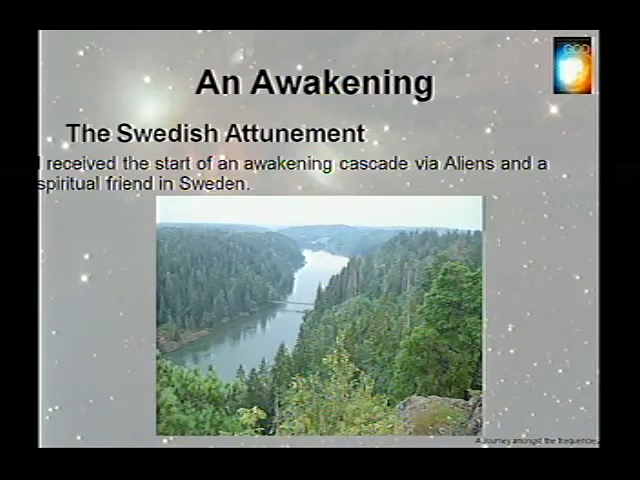 GOD
An Awakening
The Swedish Attunement
I received the start of an awakening cascade via Aliens and a
spiritual friend in Sweden.
A Journey amongst the frequencies